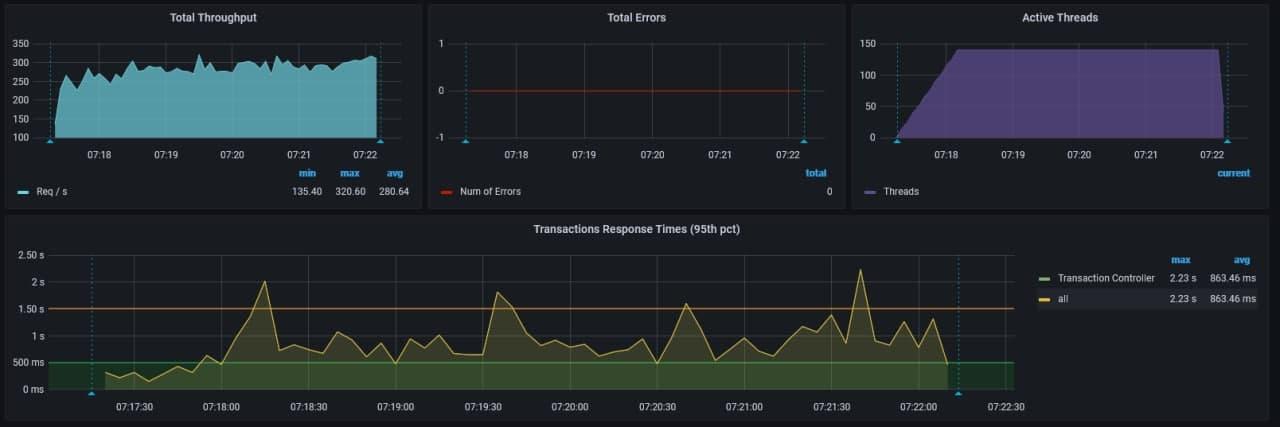 Total Throughput
350
300
250
200
150
100
07:18 07:19 07:20 07:21 07:22
min max avg
Req / s 135.40 320.60 280.64
Total Errors
1
0
-1
07:18 07:19 07:20 07:21 07:22
total
Num of Errors 0
Active Threads
150
100
50
0
07:18 07:19 07:20 07:21 07:22
current
Threads
Transactions Response Times (95th pct)
2.50 s
2 s
1.50 s
1 s
500 ms
0 ms
07:17:30 07:18:00 07:18:30 07:19:00 07:19:30 07:20:00 07:20:30 07:21:00 07:21:30 07:22:00 07:22:30
max avg
Transaction Controller 2.23 s 863.46 ms
all 2.23 s 863.46 ms